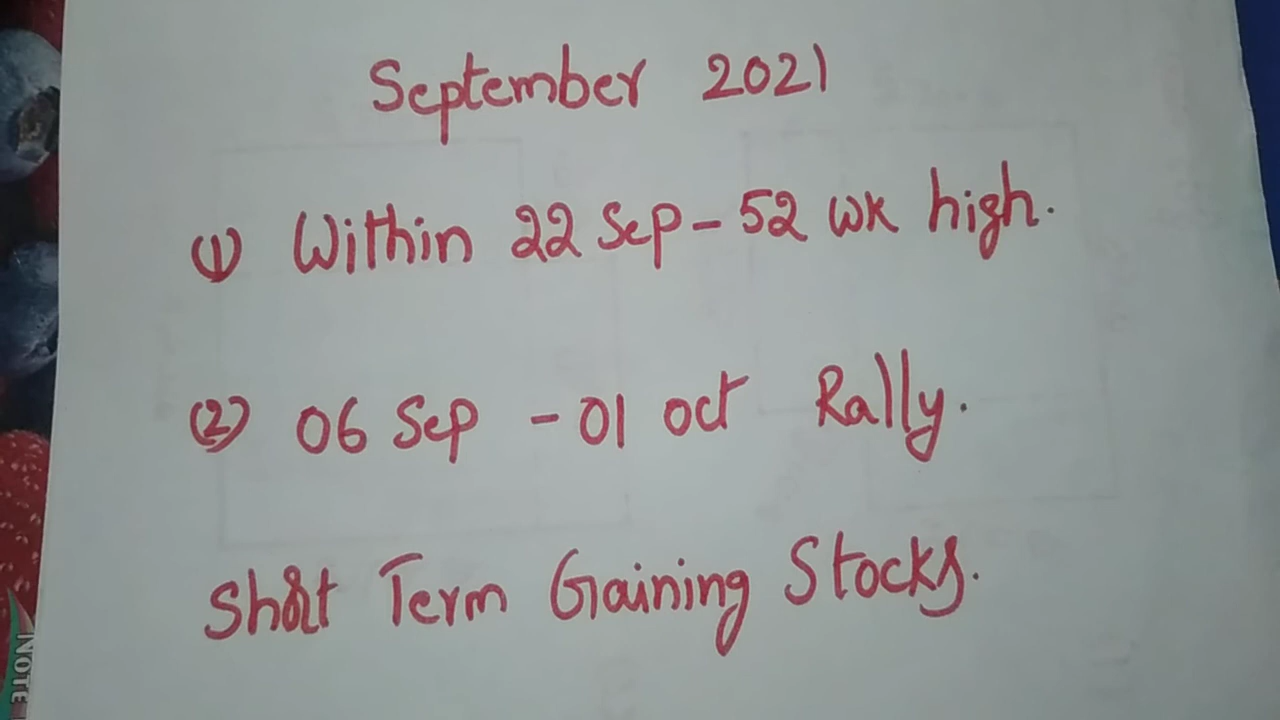 September 2021
(1) Within 22 Sep - 52 wk high.
(2) 06 Sep - 01 oct Rally.
Short Term Gaining Stocks.
NOTE